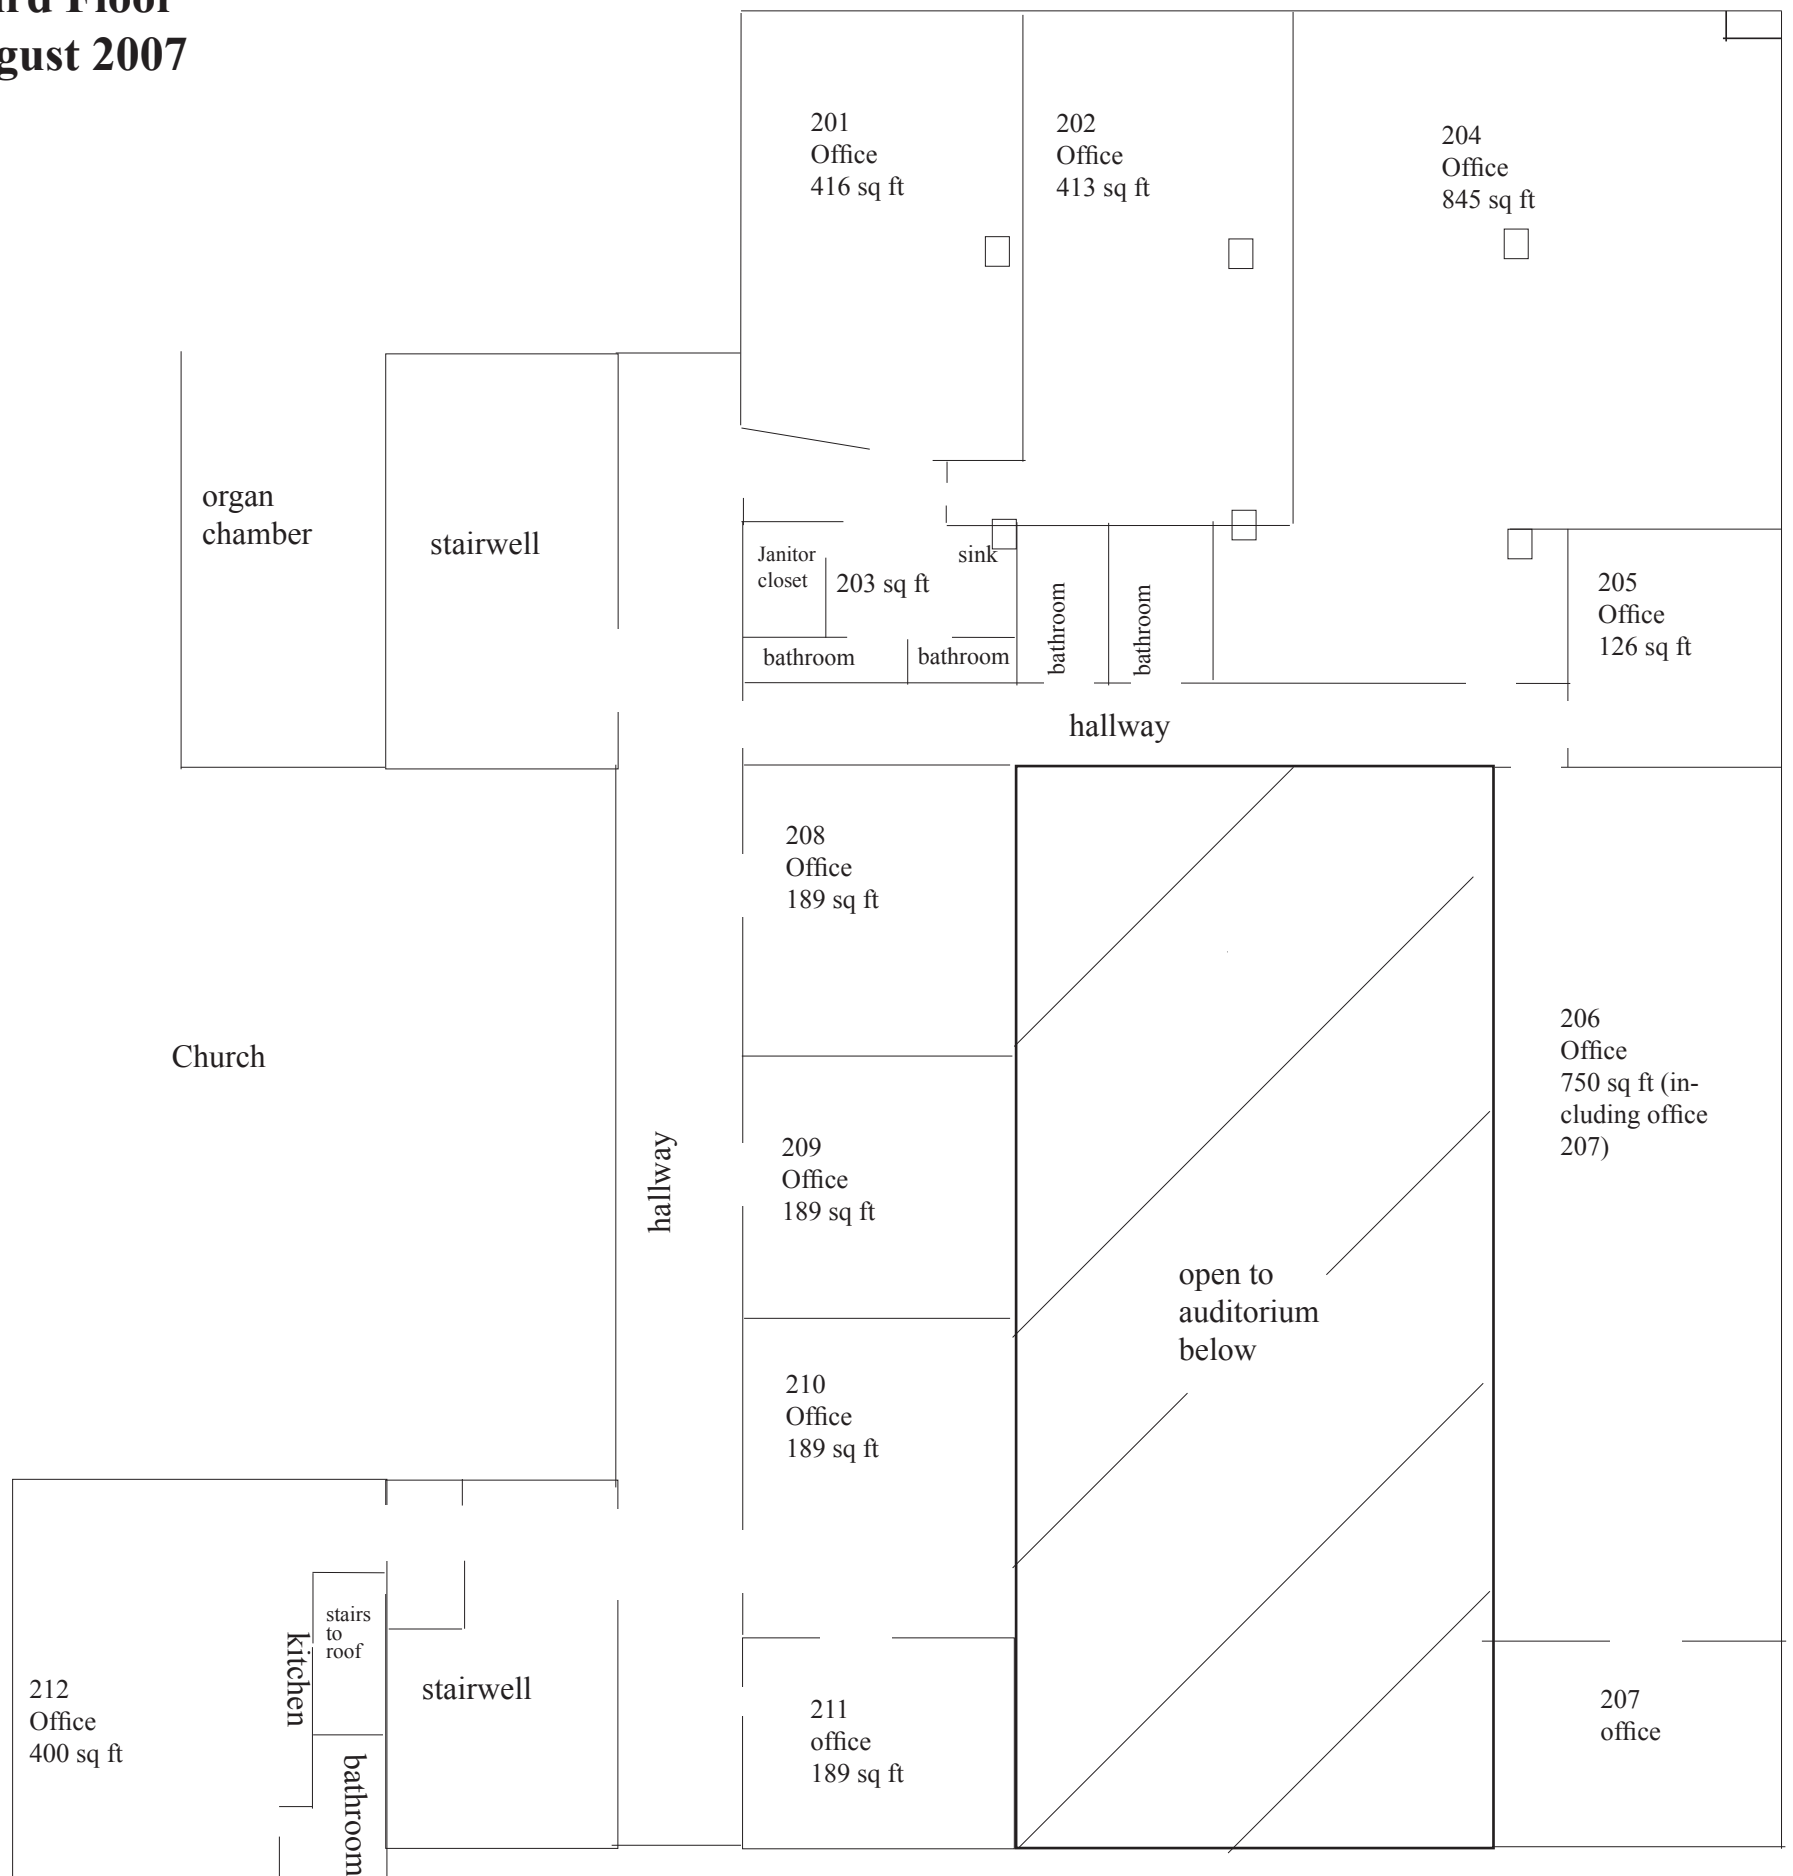 ird Floor
gust 2007
201
Office
416 sq ft
202
Office
413 sq ft
204
Office
845 sq ft
organ
chamber
stairwell
Janitor
closet
203 sq ft
sink
bathroom
bathroom
bathroom
bathroom
205
Office
126 sq ft
hallway
208
Office
189 sq ft
Church
hallway
209
Office
189 sq ft
206
Office
750 sq ft (in-
cluding office
207)
open to
auditorium
below
210
Office
189 sq ft
stairs
to
roof
kitchen
212
Office
400 sq ft
stairwell
bathroom
211
office
189 sq ft
207
office